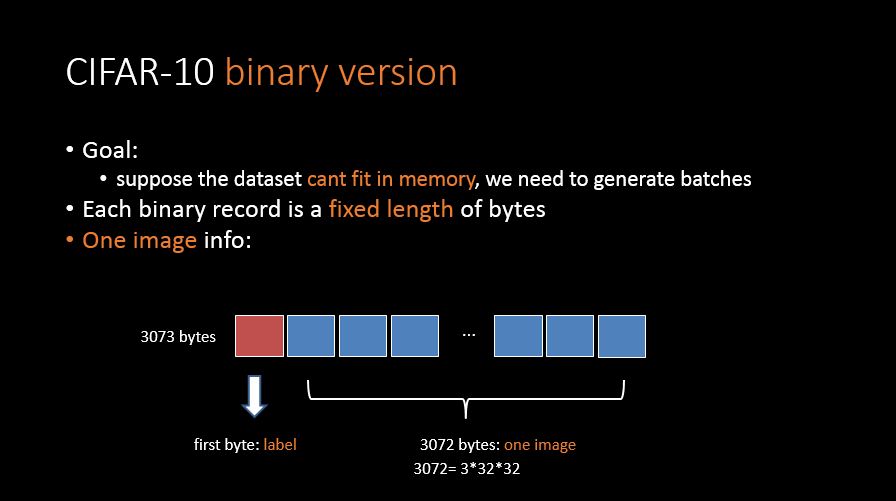 CIFAR-10 binary version
• Goal:
• suppose the dataset cant fit in memory, we need to generate batches
• Each binary record is a fixed length of bytes
• One image info:
3073 bytes
...
first byte: label
3072 bytes: one image
3072= 3*32*32